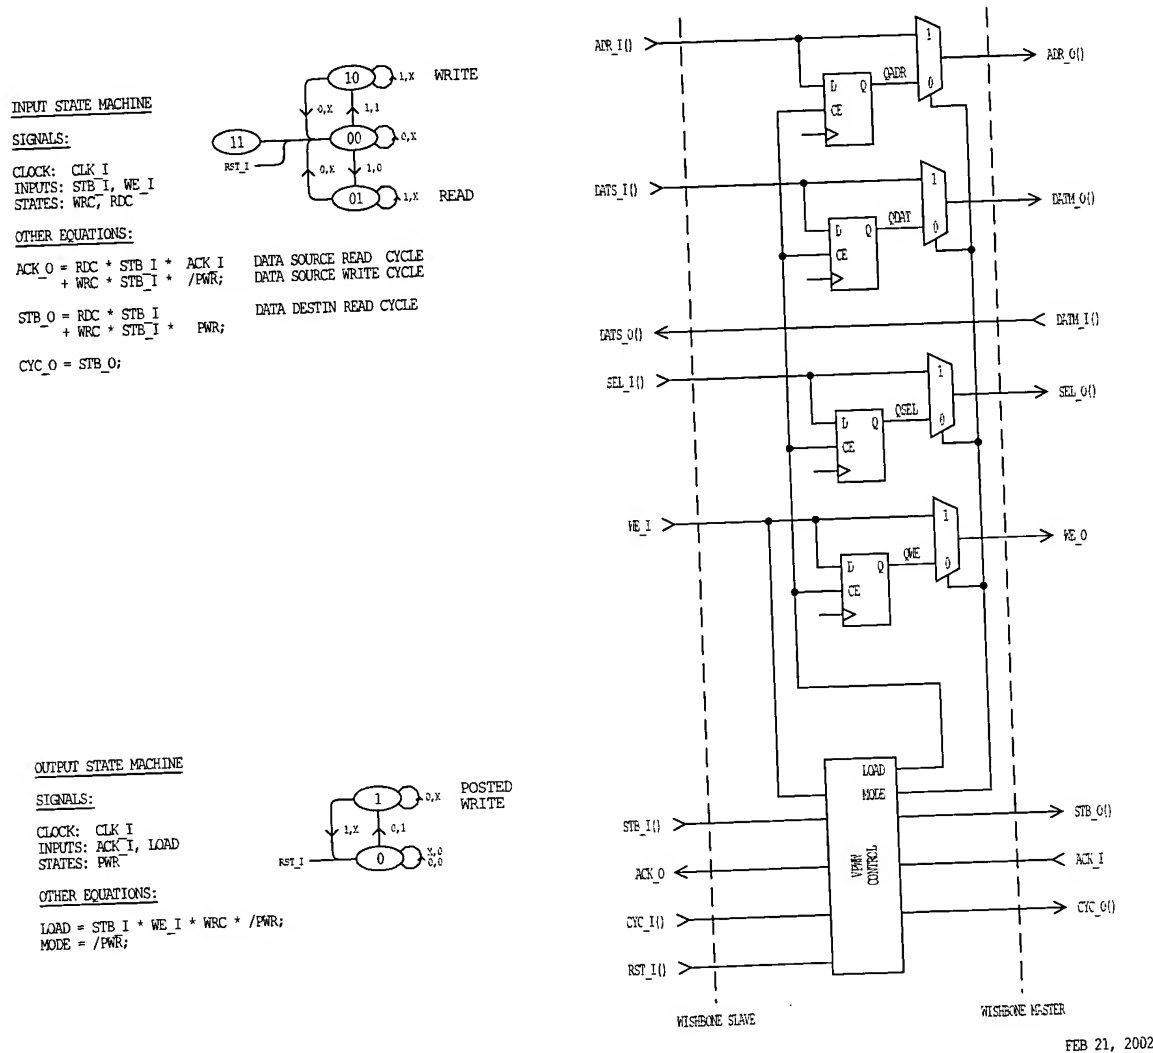 INPUT STATE MACHINE
SIGNALS:
CLOCK: CLK_I
INPUTS: STB_I, WE_I
STATES: WRC, RDC
OTHER EQUATIONS:
ACK_O = RDC * STB_I * ACK_I DATA SOURCE READ CYCLE
+ WRC * STB_I * /PWR; DATA SOURCE WRITE CYCLE
STB_O = RDC * STB_I DATA DESTIN READ CYCLE
+ WRC * STB_I * PWR;
CYC_O = STB_O;
10
1,X
WRITE
0,X
1,1
11
00
0,X
RST_I
0,X
1,0
01
1,X
READ
OUTPUT STATE MACHINE
SIGNALS:
CLOCK: CLK_I
INPUTS: ACK_I, LOAD
STATES: PWR
OTHER EQUATIONS:
LOAD = STB_I * WE_I * WRC * /PWR;
MODE = /PWR;
1
0,X
POSTED
WRITE
1,X
0,1
RST_I
0
X,0
0,0
ADR_I()
1
0
ADR_O()
D
Q
QADR
CE
DATS_I()
1
0
DATM_O()
D
Q
QDAT
CE
DATS_O()
DATM_I()
SEL_I()
1
0
SEL_O()
D
Q
QSEL
CE
WE_I
1
0
WE_O
D
Q
QWE
CE
LOAD
MODE
VPWR
CONTROL
STB_I()
STB_O()
ACK_O
ACK_I
CYC_I()
CYC_O()
RST_I()
WISHBONE SLAVE
WISHBONE MASTER
FEB 21, 2002